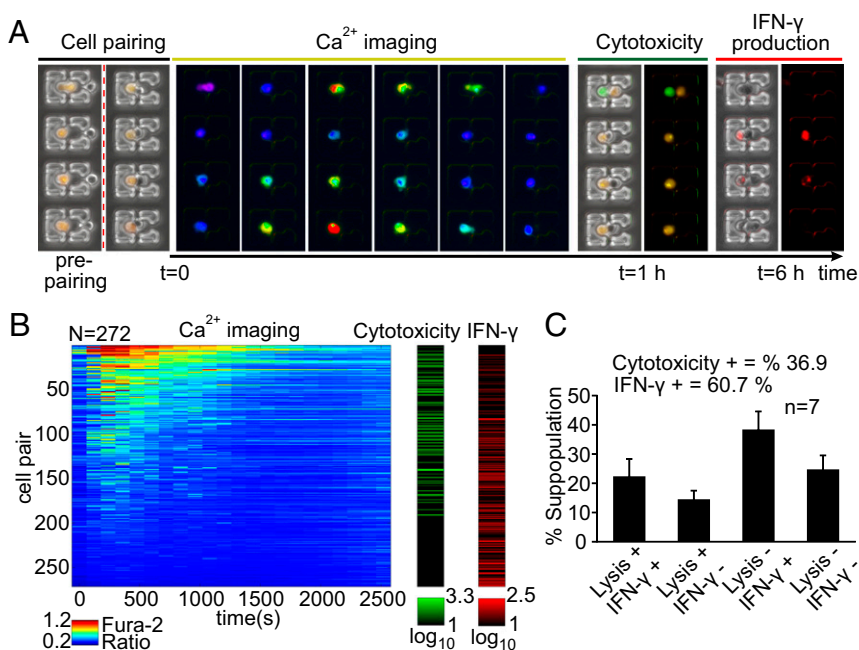 A
Cell pairing
Ca2+ imaging
Cytotoxicity
IFN-γ
production
pre-
pairing
t=0
t=1 h
t=6 h
time
B
N=272
Ca2+ imaging
Cytotoxicity
IFN-γ
cell pair
50
100
150
200
250
0
500
1000
1500
2000
2500
time(s)
1.2
0.2
Fura-2
Ratio
3.3
1
log10
2.5
1
log10
C
Cytotoxicity + = % 36.9
IFN-γ + = 60.7 %
n=7
% Suppopulation
50
40
30
20
10
0
Lysis +
IFN-γ +
Lysis +
IFN-γ -
Lysis -
IFN-γ +
Lysis -
IFN-γ -